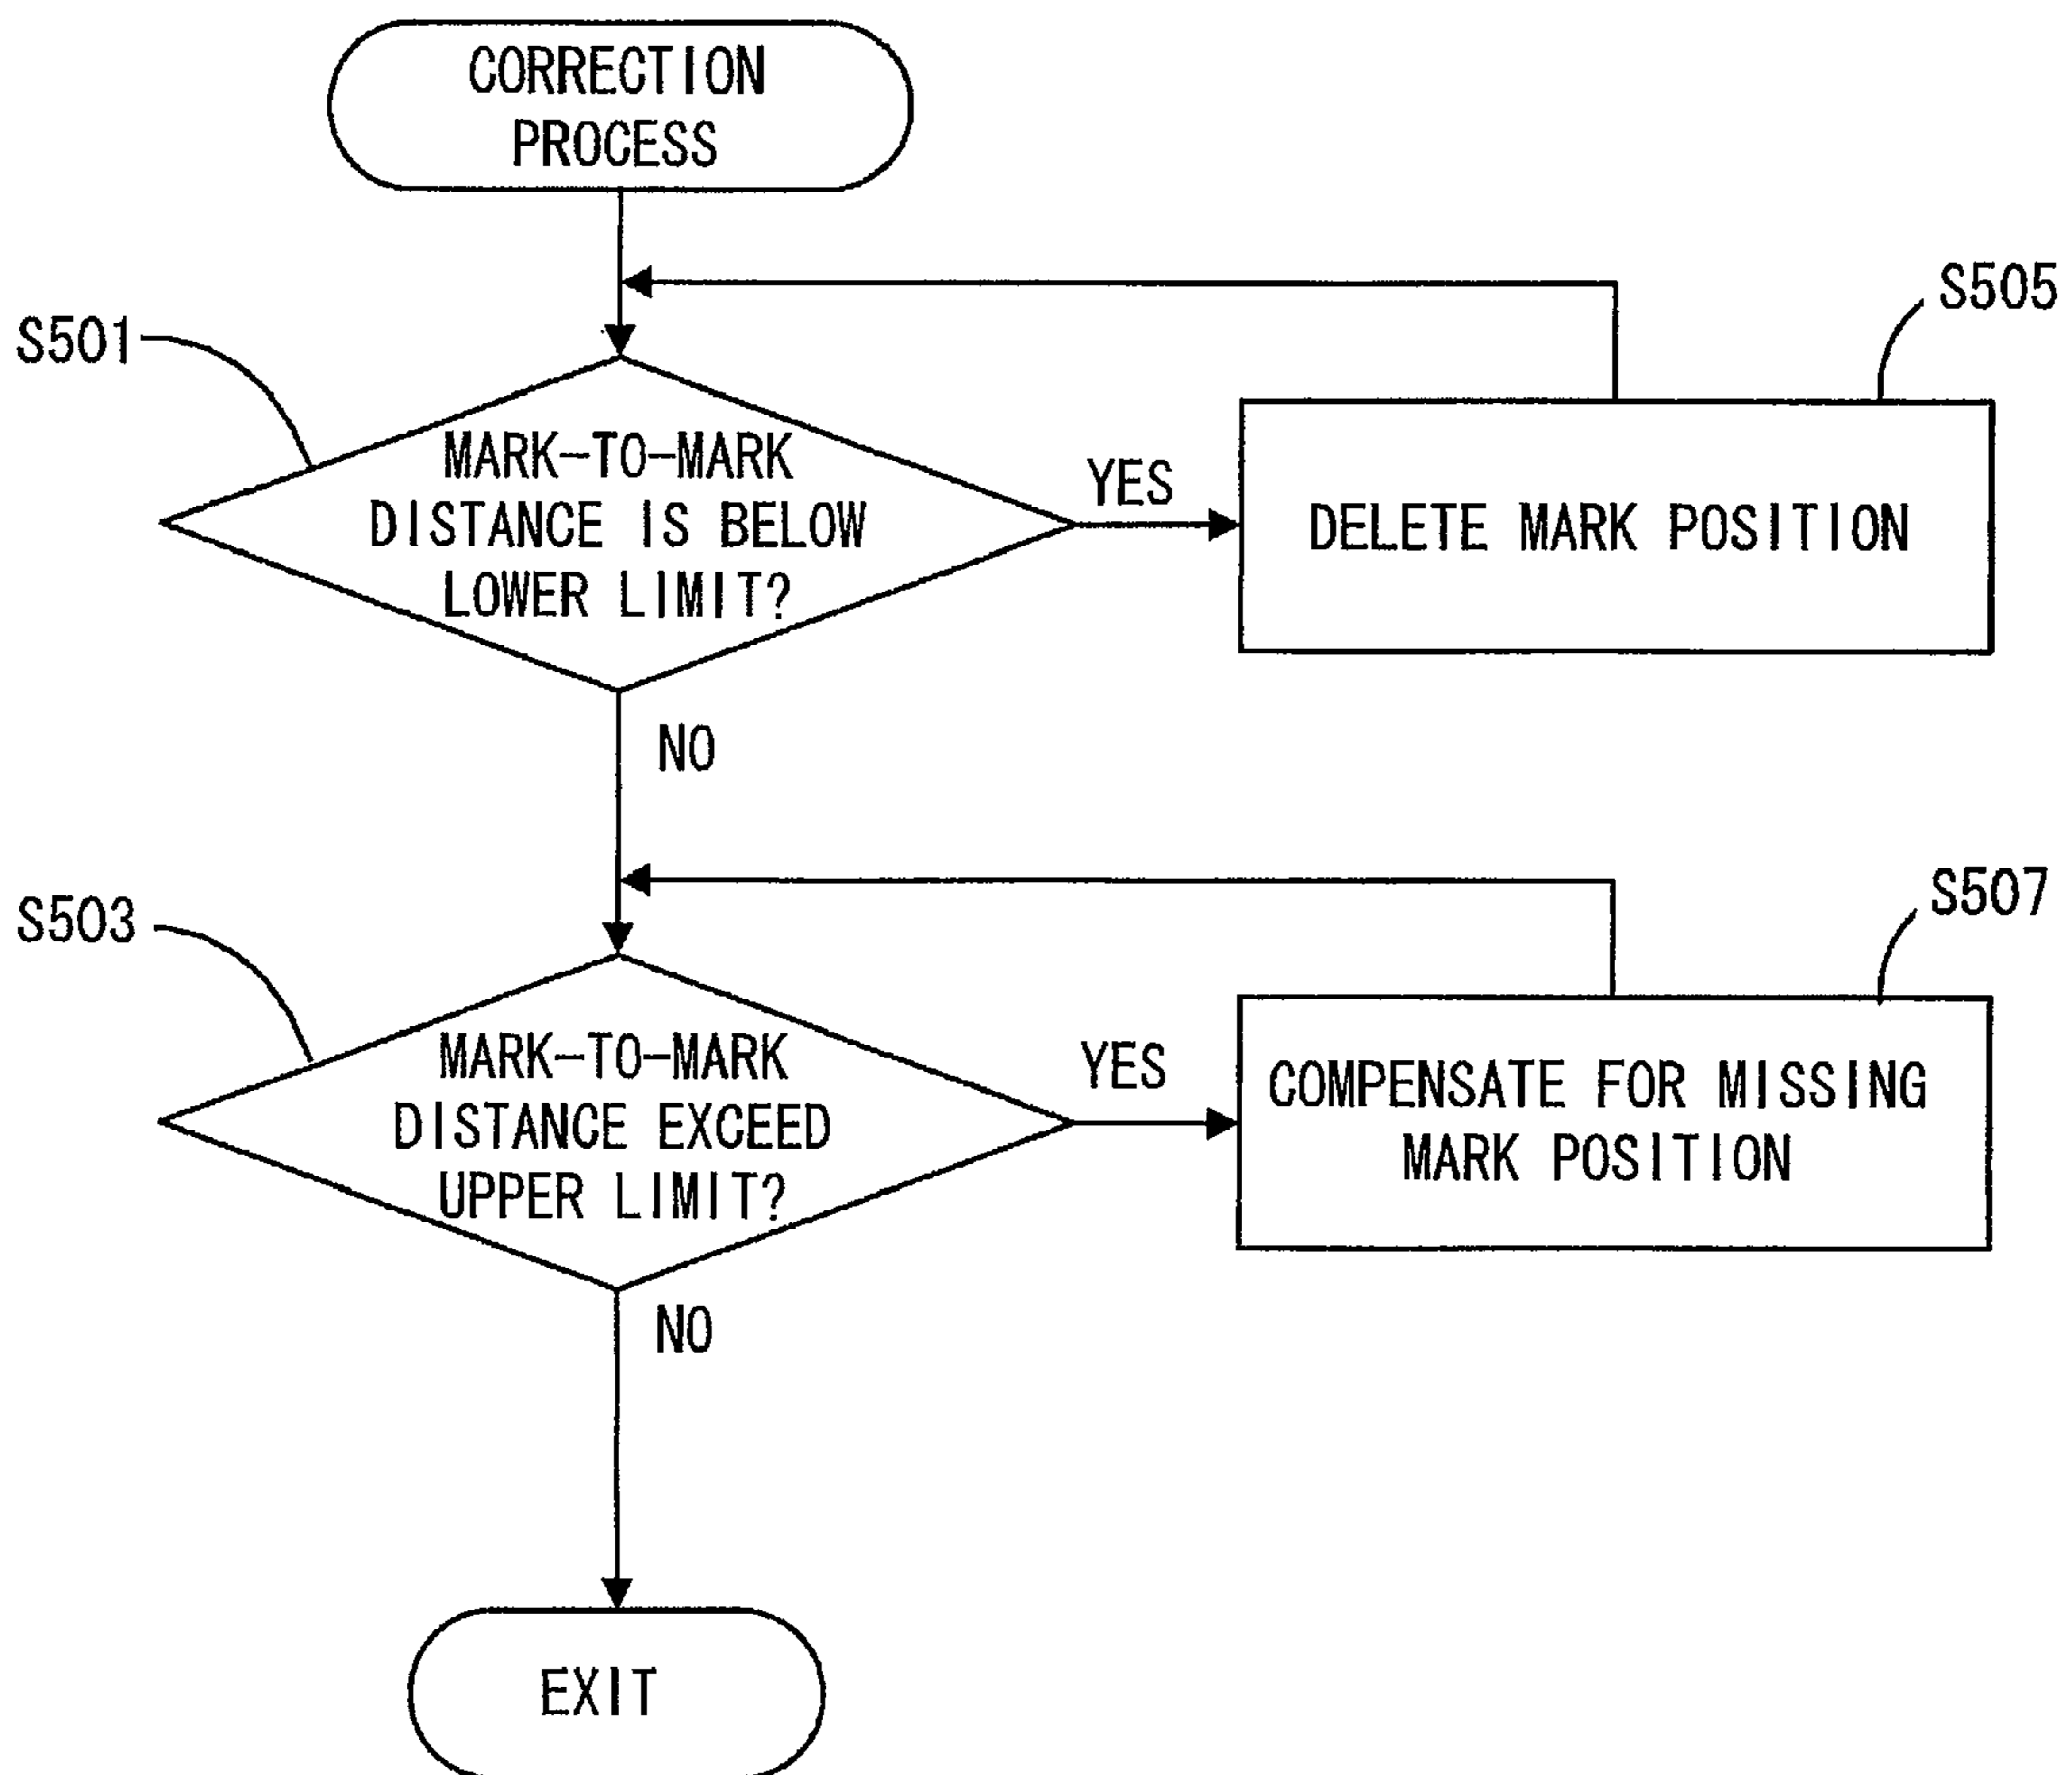 CORRECTION
PROCESS
S505
S501
MARK-TO-MARK
DISTANCE IS BELOW
LOWER LIMIT?
YES
DELETE MARK POSITION
NO
S507
S503
MARK-TO-MARK
DISTANCE EXCEED
UPPER LIMIT?
YES
COMPENSATE FOR MISSING
MARK POSITION
NO
EXIT